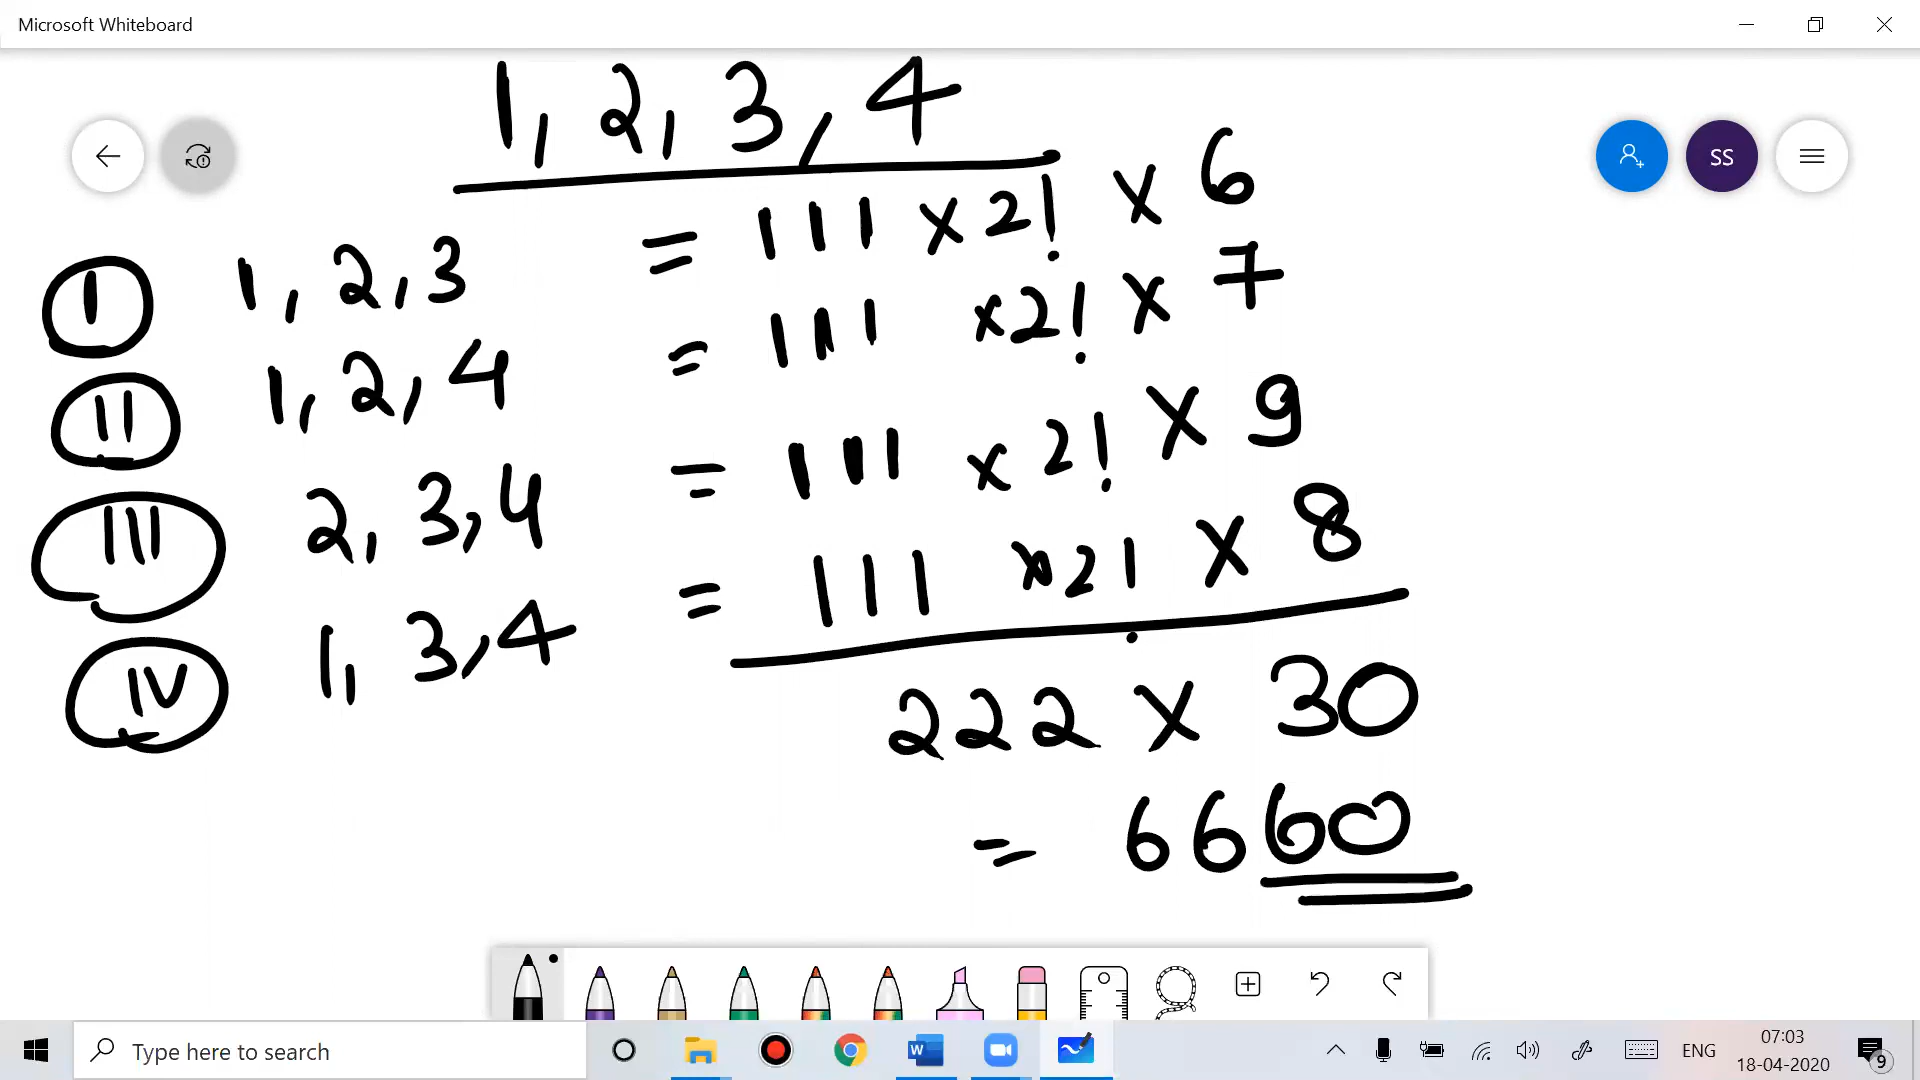 Microsoft Whiteboard
1, 2, 3, 4
SS
I 1, 2, 3 = 111 x 2! x 6
II 1, 2, 4 = 111 x 2! x 7
III 2, 3, 4 = 111 x 2! x 9
IV 1, 3, 4 = 111 x 2! x 8
222 x 30
= 6660
Type here to search
ENG
07:03
18-04-2020
9